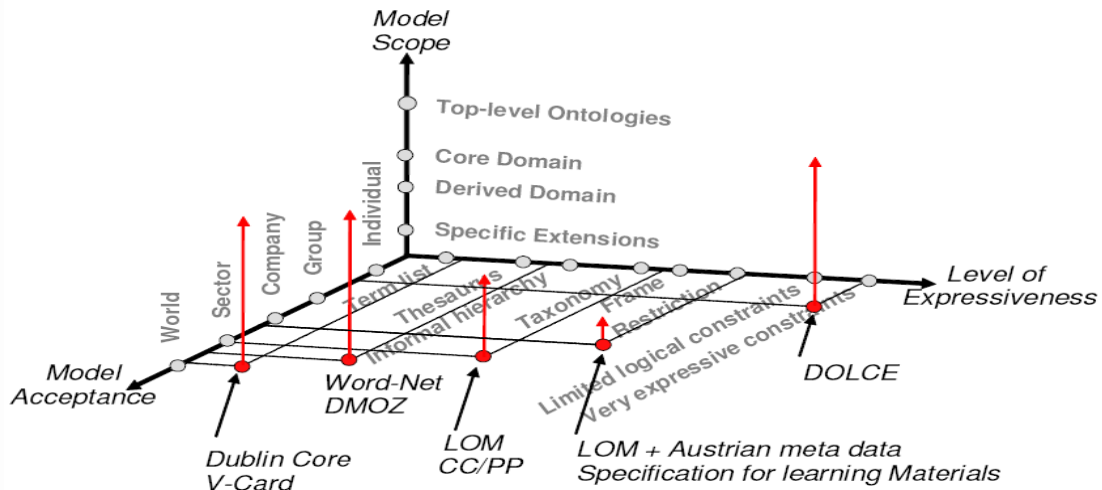 Model
Scope
Top-level Ontologies
Core Domain
Derived Domain
Specific Extensions
Individual
Group
Company
Sector
World
Termlist
Thesaurus
Informal hierarchy
Taxonomy
Frame
Restriction
Limited logical constraints
Very expressive constraints
Level of
Expressiveness
Model
Acceptance
Word-Net
DMOZ
DOLCE
Dublin Core
V-Card
LOM
CC/PP
LOM + Austrian meta data
Specification for learning Materials